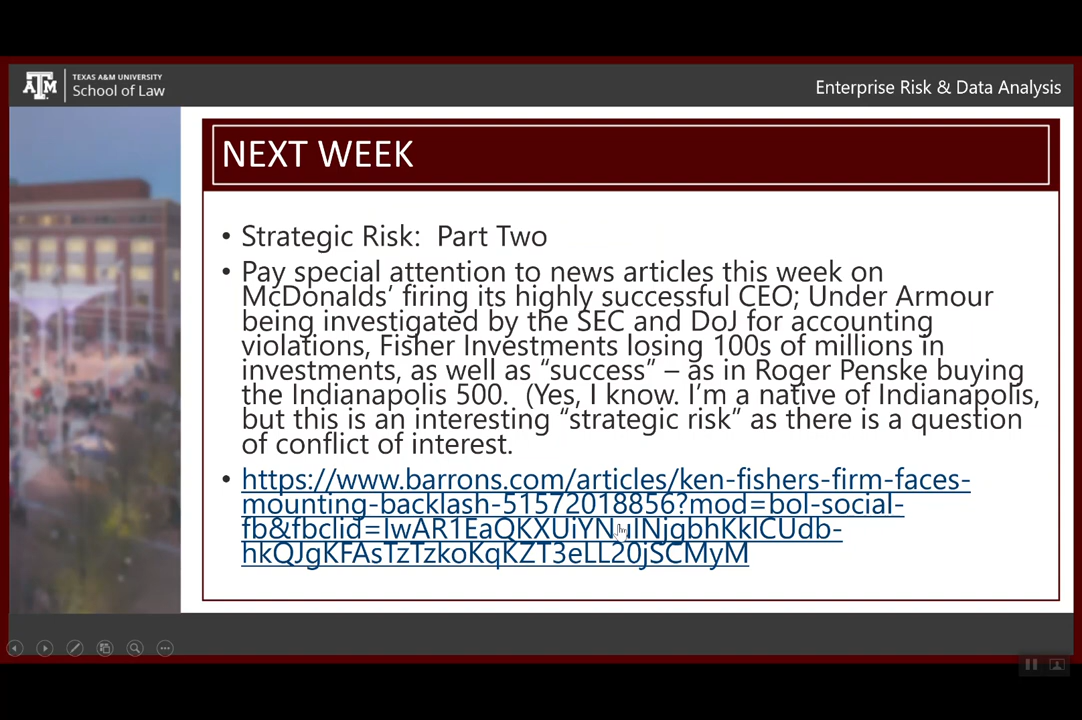 TEXAS A&M UNIVERSITY
School of Law
Enterprise Risk & Data Analysis
NEXT WEEK
• Strategic Risk:  Part Two
• Pay special attention to news articles this week on
McDonalds’ firing its highly successful CEO; Under Armour
being investigated by the SEC and DoJ for accounting
violations, Fisher Investments losing 100s of millions in
investments, as well as “success” – as in Roger Penske buying
the Indianapolis 500.  (Yes, I know. I’m a native of Indianapolis,
but this is an interesting “strategic risk” as there is a question
of conflict of interest.
• https://www.barrons.com/articles/ken-fishers-firm-faces-
mounting-backlash-51572018856?mod=bol-social-
hkQJgKFAsTzTzkoKqKZT3eLL20jSCMyM